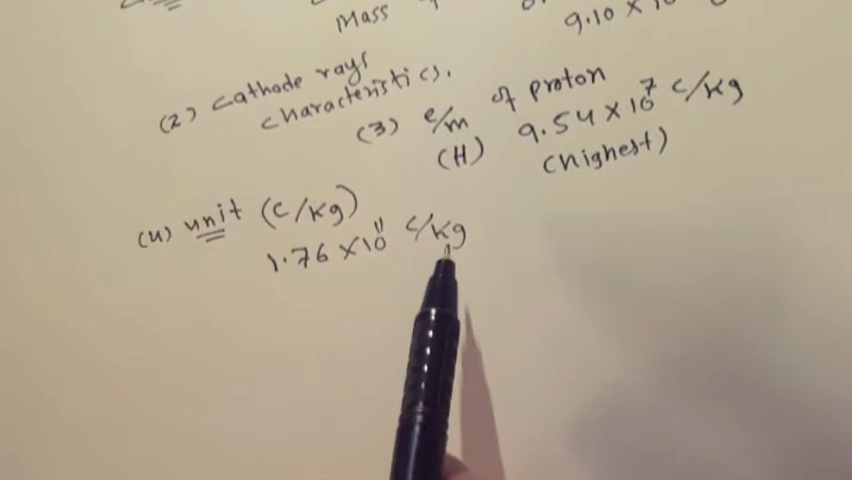 Mass
9.10 × 10
(2) Cathode rays
characteristics.
(3) e/m of proton
(H) 9.54 × 10⁷ C/Kg
(highest)
(4) unit (C/Kg)
1.76 × 10¹¹ C/Kg